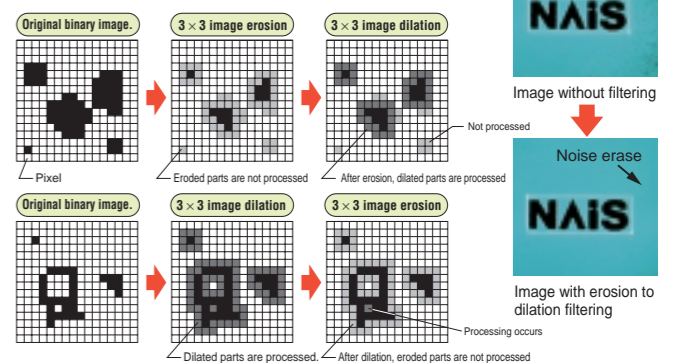 Original binary image.
3 × 3 image erosion
3 × 3 image dilation
Not processed
Pixel
Eroded parts are not processed
After erosion, dilated parts are processed
Original binary image.
3 × 3 image dilation
3 × 3 image erosion
Processing occurs
Dilated parts are processed.
After dilation, eroded parts are not processed
NAiS
Image without filtering
Noise erase
NAiS
Image with erosion to
dilation filtering